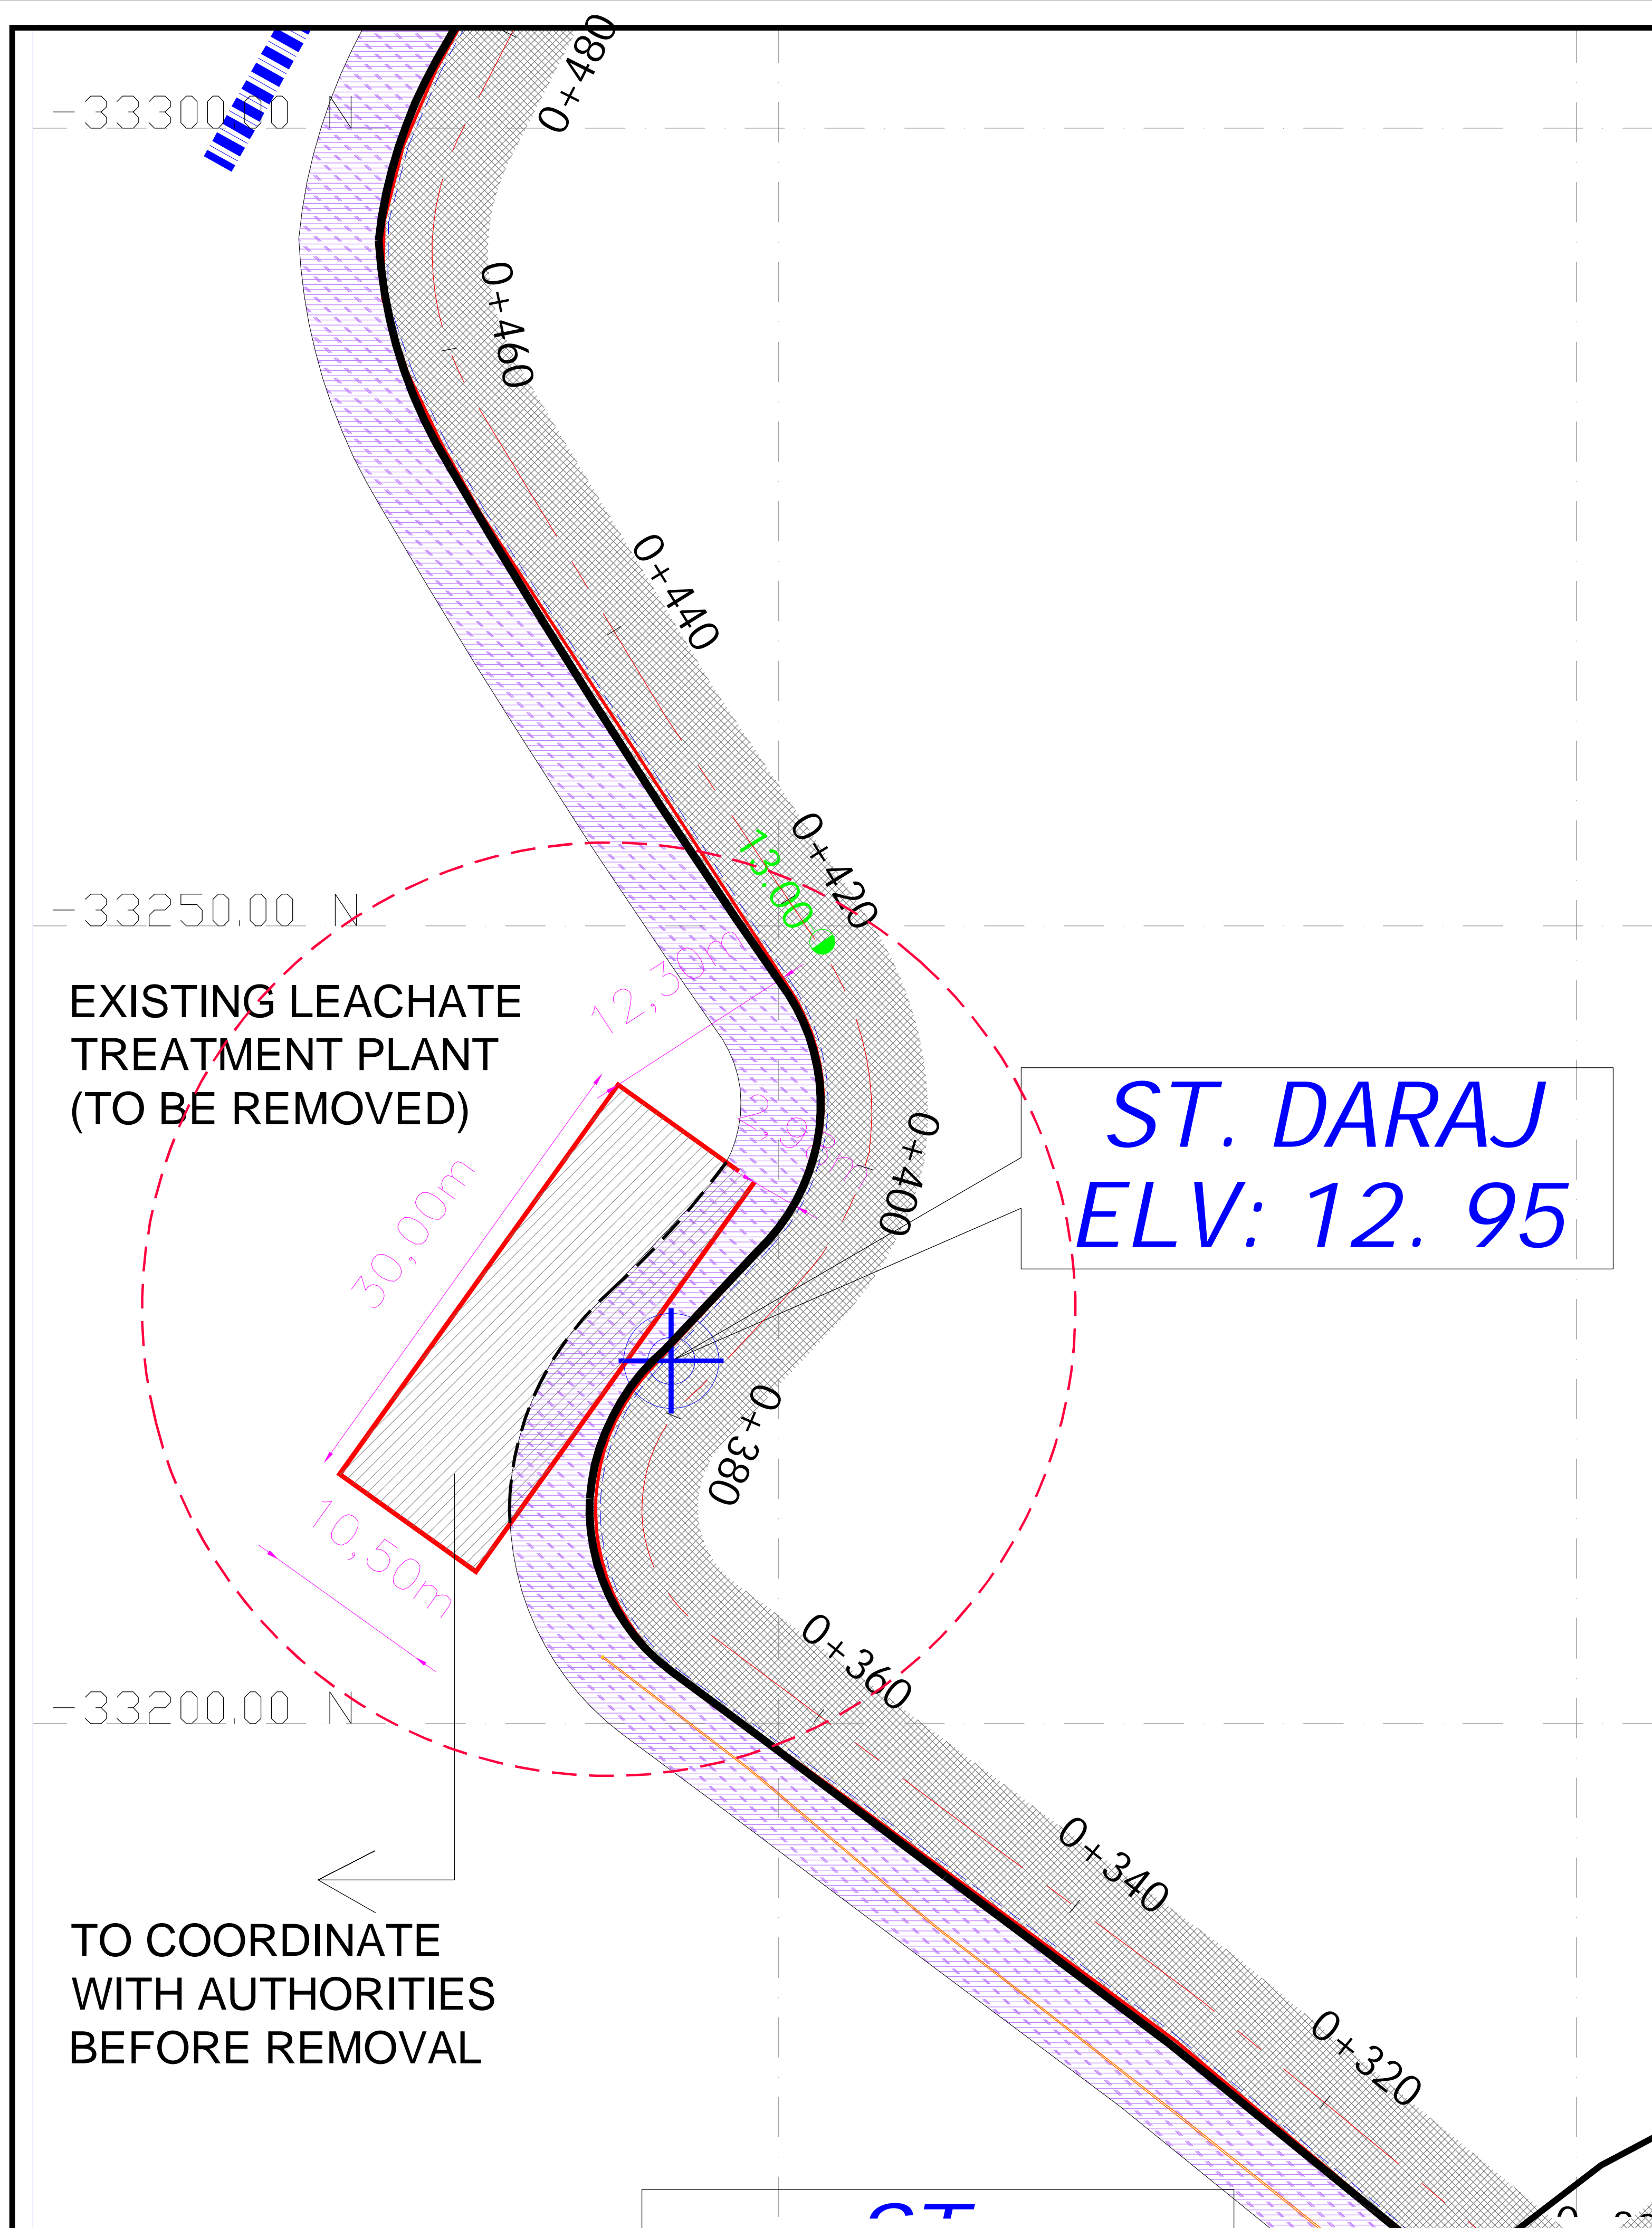 0+480
-33300,00 N
0+460
0+440
0+420
13.00
-33250,00 N
12,30m
EXISTING LEACHATE
TREATMENT PLANT
(TO BE REMOVED)
ST. DARAJ
ELV: 12. 95
0+400
30,00m
0+380
10,50m
0+360
-33200,00 N
0+340
TO COORDINATE
WITH AUTHORITIES
BEFORE REMOVAL
0+320
ST